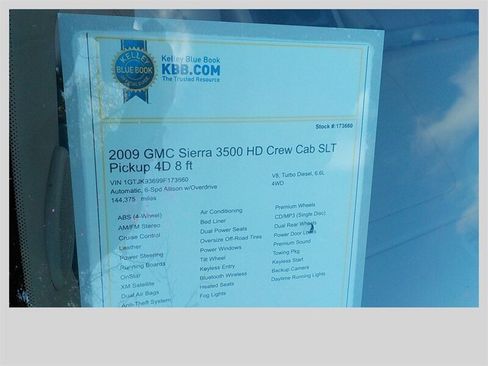 KELLEY
BLUE BOOK
Kelley Blue Book
KBB.COM
The Trusted Resource
Stock #:173560
2009 GMC Sierra 3500 HD Crew Cab SLT
Pickup 4D 8 ft
VIN 1GTJK93699F173560
V8, Turbo Diesel, 6.6L
Automatic, 6-Spd Allison w/Overdrive
4WD
144,375 miles
ABS (4-Wheel)
AM/FM Stereo
Cruise Control
Leather
Power Steering
Running Boards
OnStar
XM Satellite
Dual Air Bags
Anti-Theft System
Air Conditioning
Bed Liner
Dual Power Seats
Oversize Off-Road Tires
Power Windows
Tilt Wheel
Keyless Entry
Bluetooth Wireless
Heated Seats
Fog Lights
Premium Wheels
CD/MP3 (Single Disc)
Dual Rear Wheels
Power Door Locks
Premium Sound
Towing Pkg
Keyless Start
Backup Camera
Daytime Running Lights